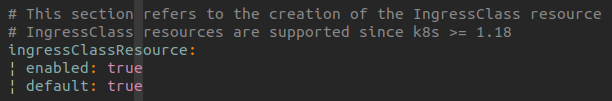 # This section refers to the creation of the IngressClass resource
# IngressClass resources are supported since k8s >= 1.18
ingressClassResource:
¦ enabled: true
¦ default: true